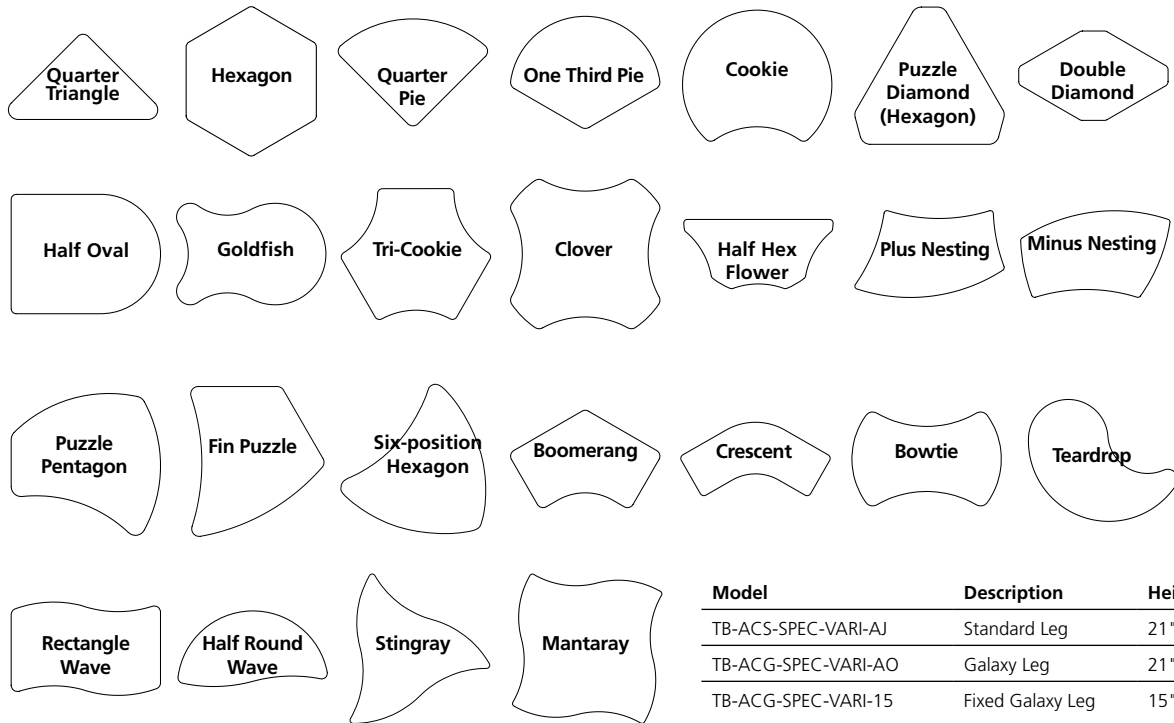 Quarter
Triangle
Hexagon
Quarter
Pie
One Third Pie
Cookie
Puzzle
Diamond
(Hexagon)
Double
Diamond
Half Oval
Goldfish
Tri-Cookie
Clover
Half Hex
Flower
Plus Nesting
Minus Nesting
Puzzle
Pentagon
Fin Puzzle
Six-position
Hexagon
Boomerang
Crescent
Bowtie
Teardrop
Rectangle
Wave
Half Round
Wave
Stingray
Mantaray
Model Description Hei
TB-ACS-SPEC-VARI-AJ Standard Leg 21"
TB-ACG-SPEC-VARI-AO Galaxy Leg 21"
TB-ACG-SPEC-VARI-15 Fixed Galaxy Leg 15"